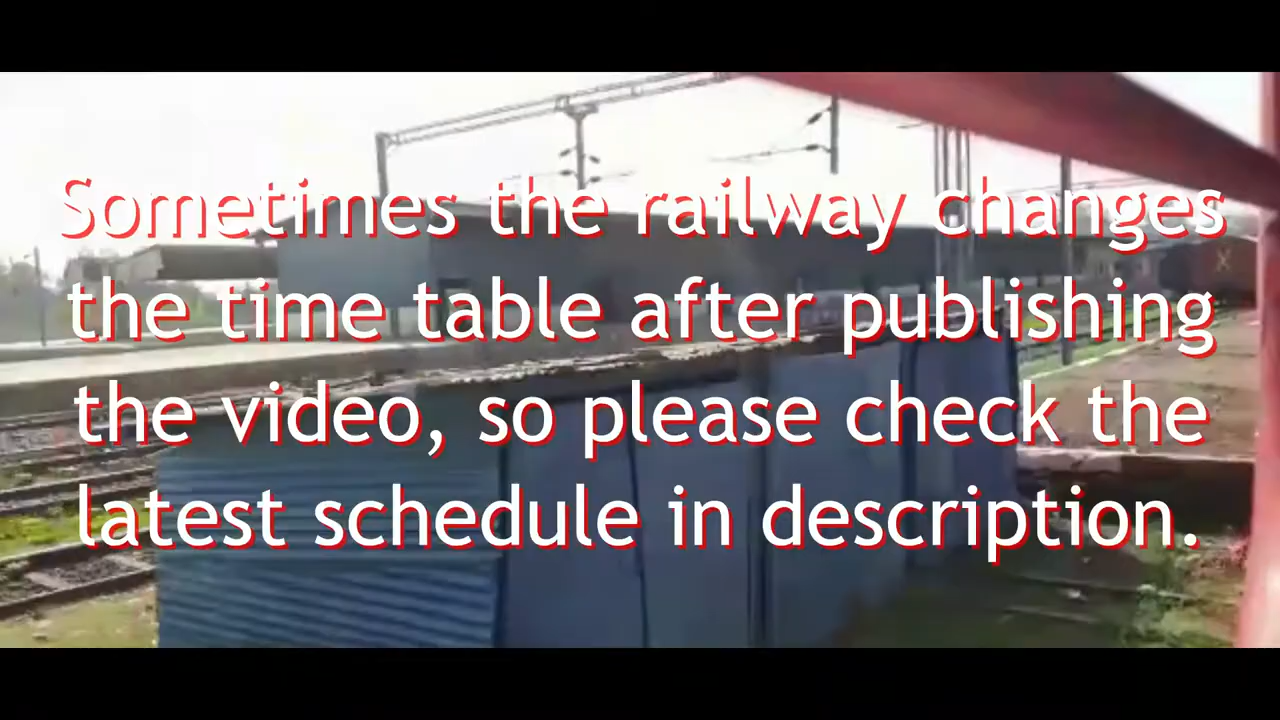 Sometimes the railway changes
the time table after publishing
the video, so please check the
latest schedule in description.